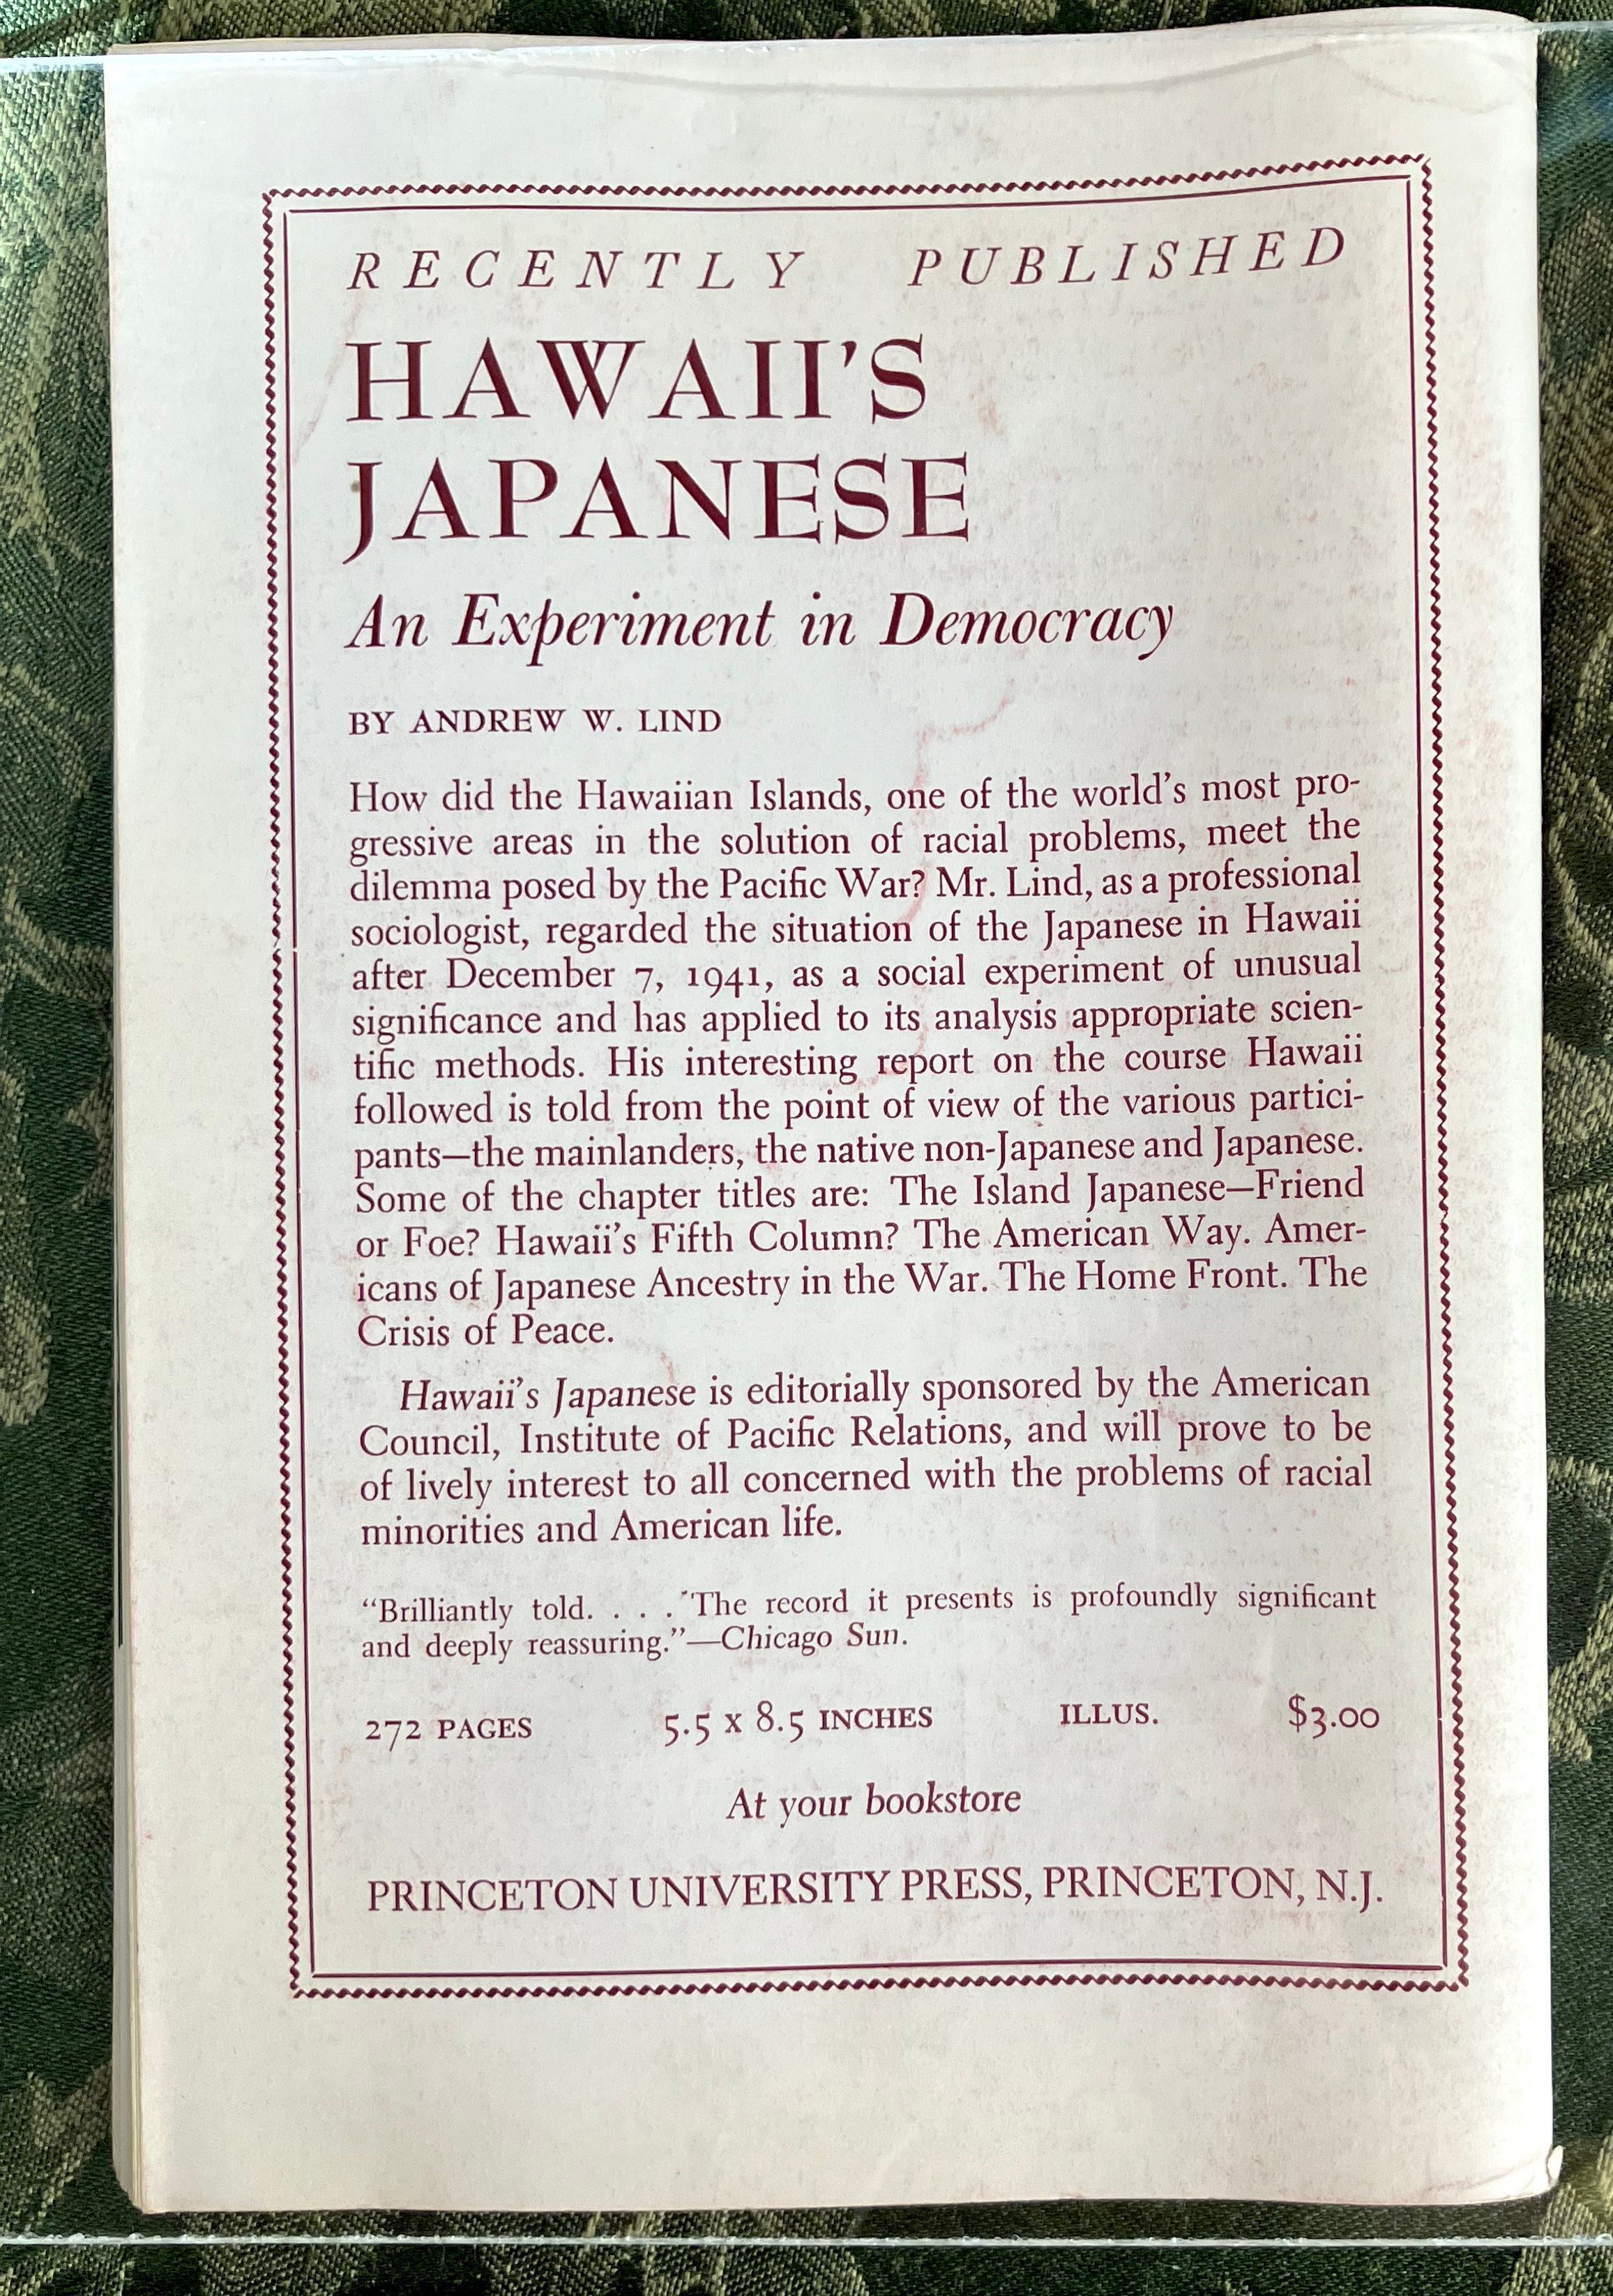 RECENTLY PUBLISHED
HAWAII'S
JAPANESE
An Experiment in Democracy
BY ANDREW W. LIND
How did the Hawaiian Islands, one of the world's most pro-
gressive areas in the solution of racial problems, meet the
dilemma posed by the Pacific War? Mr. Lind, as a professional
sociologist, regarded the situation of the Japanese in Hawaii
after December 7, 1941, as a social experiment of unusual
significance and has applied to its analysis appropriate scien-
tific methods. His interesting report on the course Hawaii
followed is told from the point of view of the various partici-
pants—the mainlanders, the native non-Japanese and Japanese.
Some of the chapter titles are: The Island Japanese—Friend
or Foe? Hawaii's Fifth Column? The American Way. Amer-
icans of Japanese Ancestry in the War. The Home Front. The
Crisis of Peace.
Hawaii's Japanese is editorially sponsored by the American
Council, Institute of Pacific Relations, and will prove to be
of lively interest to all concerned with the problems of racial
minorities and American life.
"Brilliantly told. . . . The record it presents is profoundly significant
and deeply reassuring."—Chicago Sun.
272 PAGES 5.5 x 8.5 INCHES ILLUS. $3.00
At your bookstore
PRINCETON UNIVERSITY PRESS, PRINCETON, N.J.